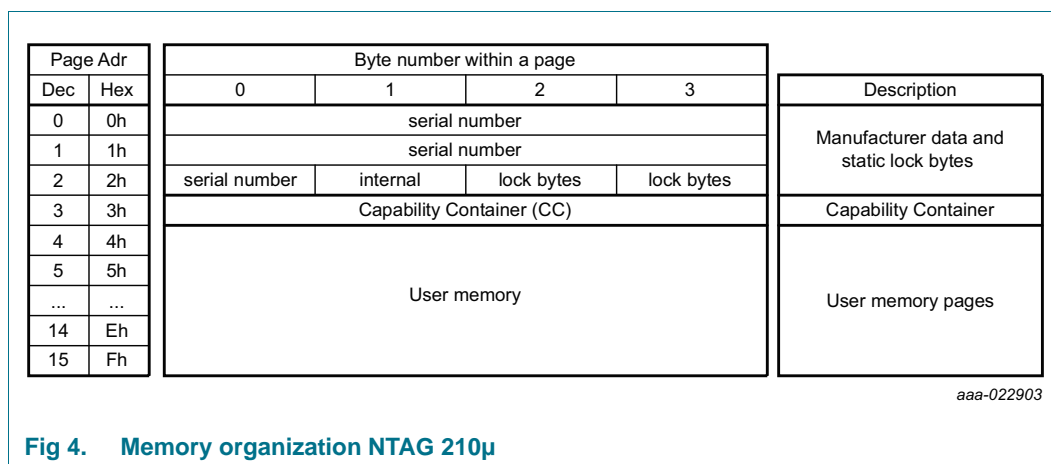 Page Adr Byte number within a page
Dec Hex 0 1 2 3 Description
0 0h serial number
Manufacturer data and
static lock bytes
1 1h serial number
2 2h serial number internal lock bytes lock bytes
3 3h Capability Container (CC) Capability Container
4 4h
5 5h
User memory User memory pages
... ...
14 Eh
15 Fh
aaa-022903
Fig 4. Memory organization NTAG 210µ